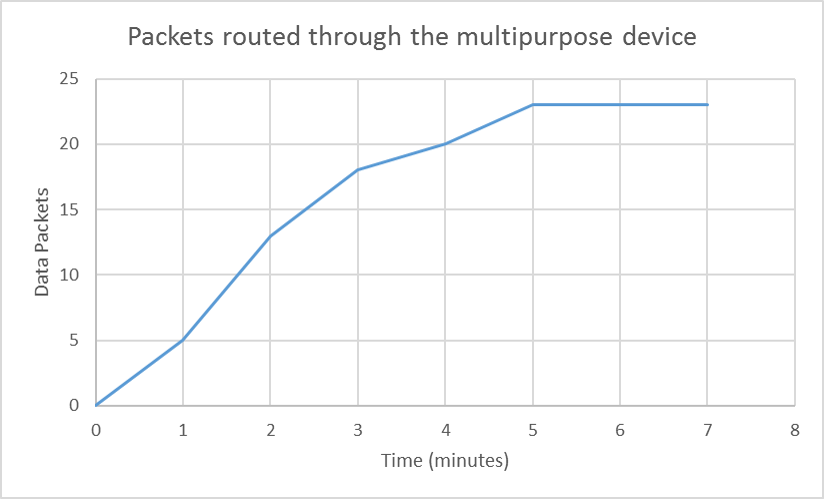 Packets routed through the multipurpose device
25
20
15
10
5
0
Data Packets
0 1 2 3 4 5 6 7 8
Time (minutes)